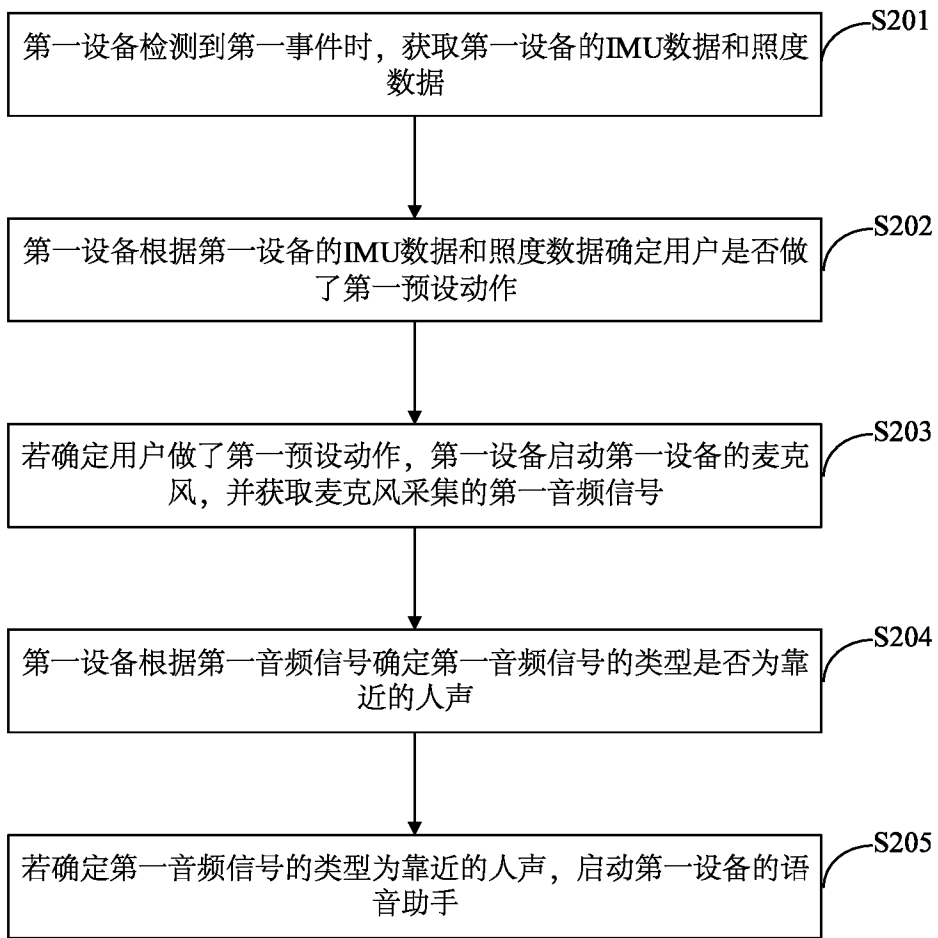 S201
第一设备检测到第一事件时，获取第一设备的IMU数据和照度
数据
S202
第一设备根据第一设备的IMU数据和照度数据确定用户是否做
了第一预设动作
S203
若确定用户做了第一预设动作，第一设备启动第一设备的麦克
风，并获取麦克风采集的第一音频信号
S204
第一设备根据第一音频信号确定第一音频信号的类型是否为靠
近的人声
S205
若确定第一音频信号的类型为靠近的人声，启动第一设备的语
音助手